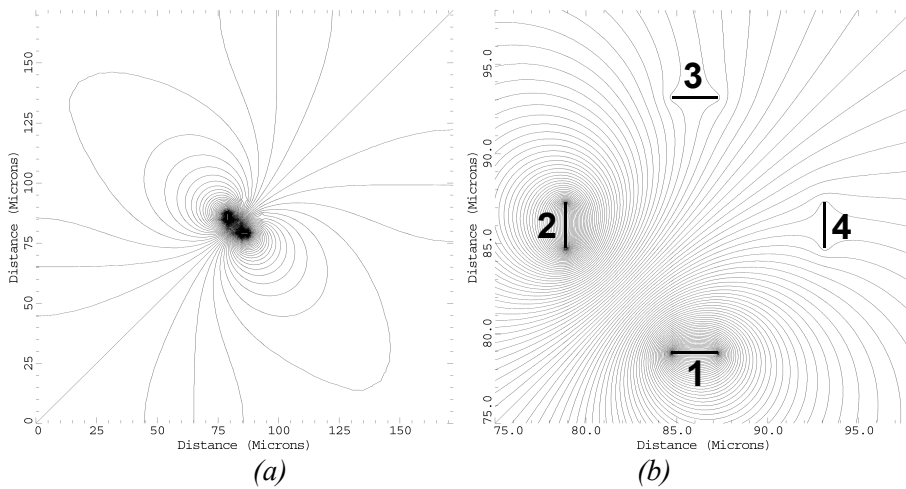 150
125
100
75
50
25
0
Distance (Microns)
0 25 50 75 100 125 150
Distance (Microns)
(a)
95.0
90.0
85.0
80.0
75.0
Distance (Microns)
3
2
4
1
75.0 80.0 85.0 90.0 95.0
Distance (Microns)
(b)